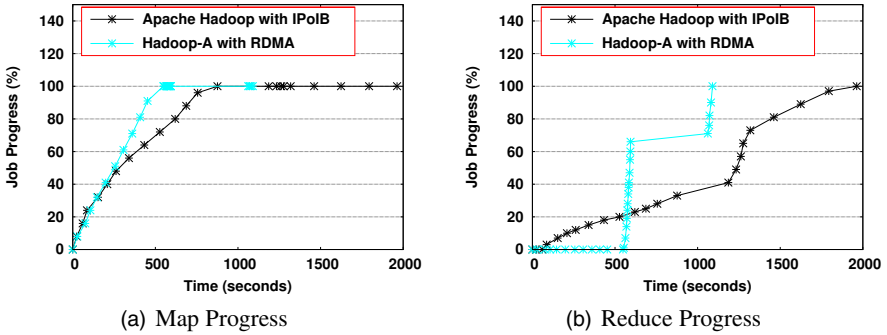 140
120
100
80
60
40
20
0
Job Progress (%)
Apache Hadoop with IPoIB
Hadoop-A with RDMA
0 500 1000 1500 2000
Time (seconds)
(a) Map Progress
140
120
100
80
60
40
20
0
Job Progress (%)
Apache Hadoop with IPoIB
Hadoop-A with RDMA
0 500 1000 1500 2000
Time (seconds)
(b) Reduce Progress